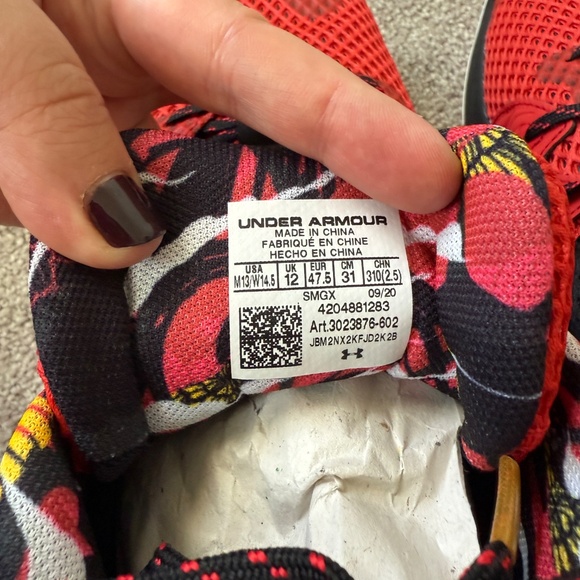 UNDER ARMOUR
MADE IN CHINA
FABRIQUÉ EN CHINE
HECHO EN CHINA
USA UK EUR CM CHN
M13/W14.5 12 47.5 31 310(2.5)
SMGX 09/20
4204881283
Art.3023876-602
JBM2NX2KFJD2K2B